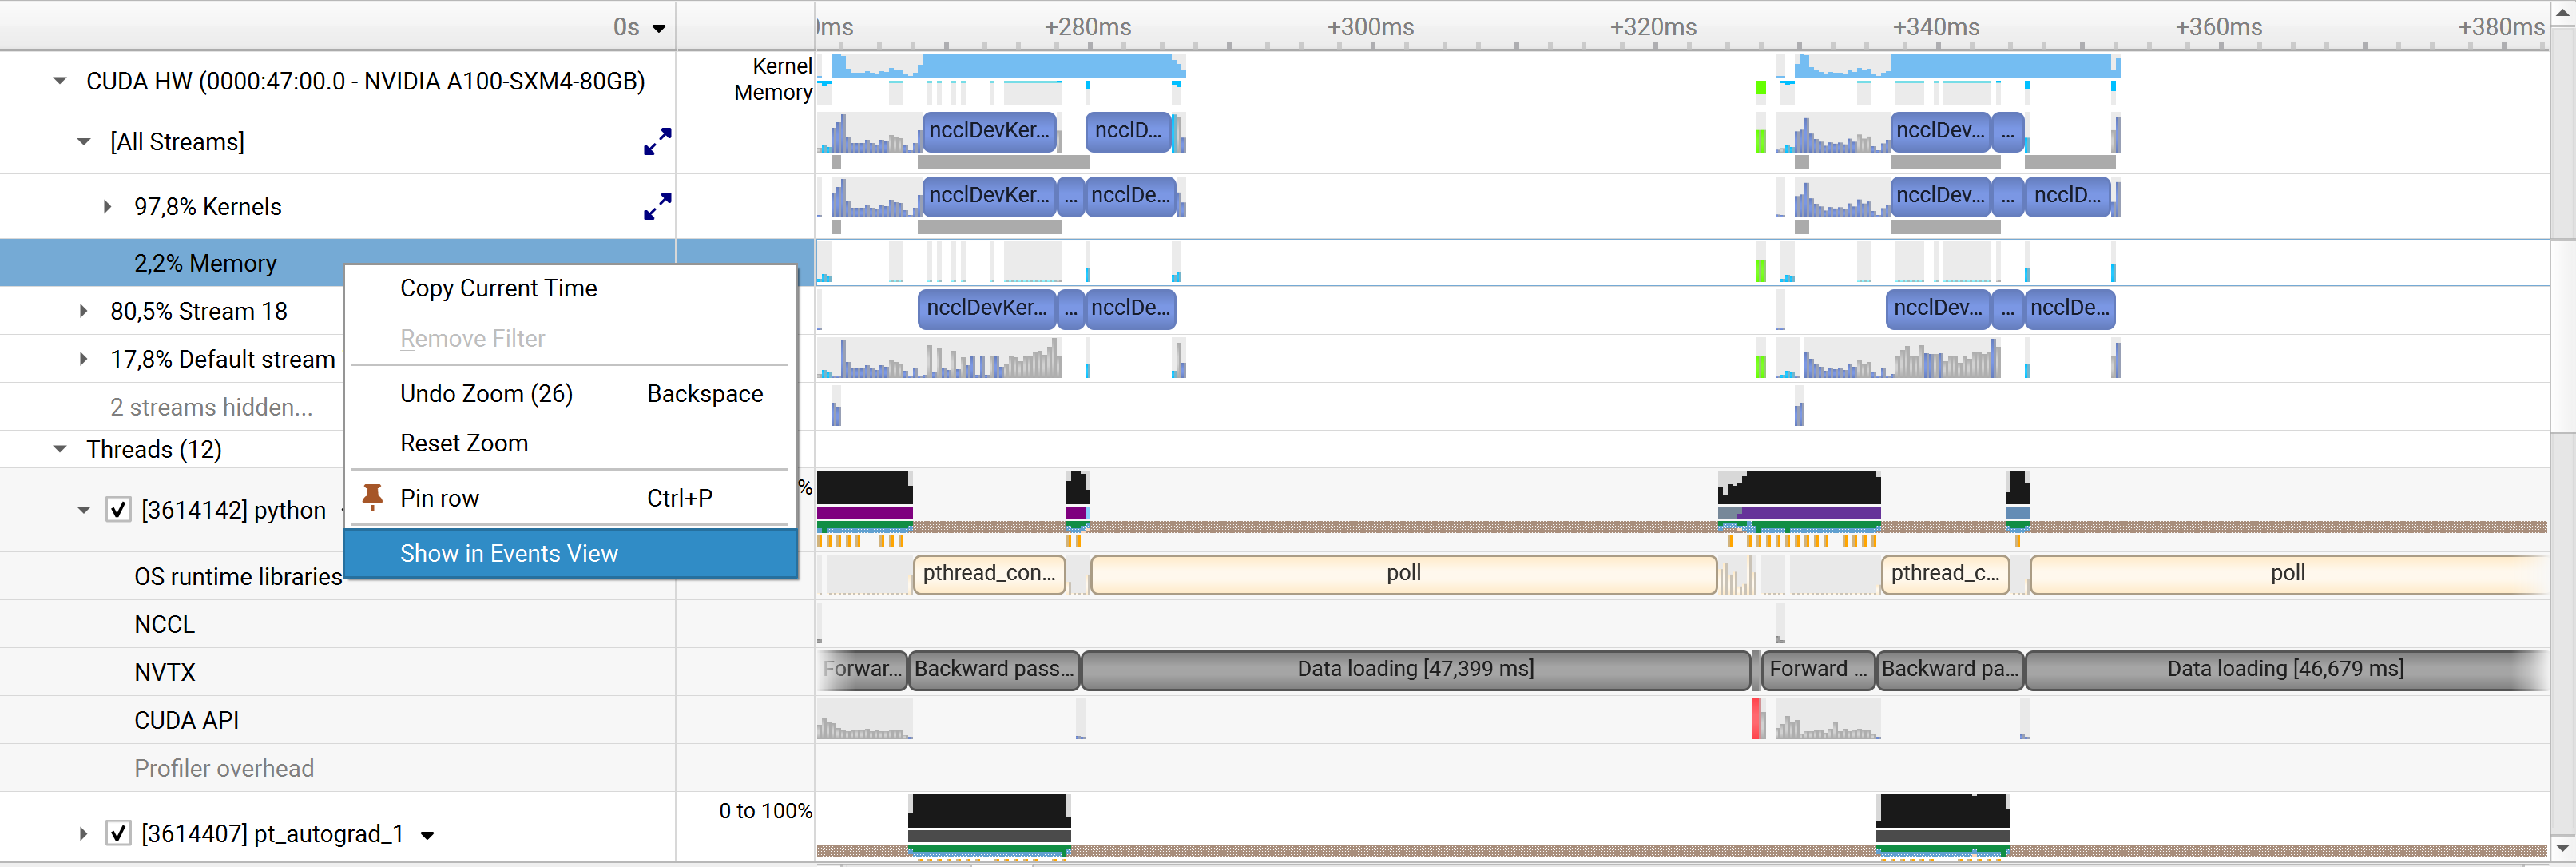 0s
0ms +280ms +300ms +320ms +340ms +360ms +380ms
CUDA HW (0000:47:00.0 - NVIDIA A100-SXM4-80GB)
Kernel
Memory
[All Streams]
ncclDevKer... ncclD... ncclDev... ...
97,8% Kernels
ncclDevKer... ... ncclDe... ncclDev... ... ncclD...
2,2% Memory
80,5% Stream 18
ncclDevKer... ... ncclDe... ncclDev... ... ncclDe...
17,8% Default stream
2 streams hidden...
Threads (12)
[3614142] python
%
OS runtime libraries
pthread_con... poll pthread_c... poll
NCCL
NVTX
Forwar... Backward pass... Data loading [47,399 ms] Forward ... Backward pa... Data loading [46,679 ms]
CUDA API
Profiler overhead
[3614407] pt_autograd_1
0 to 100%
Copy Current Time
Remove Filter
Undo Zoom (26) Backspace
Reset Zoom
Pin row Ctrl+P
Show in Events View